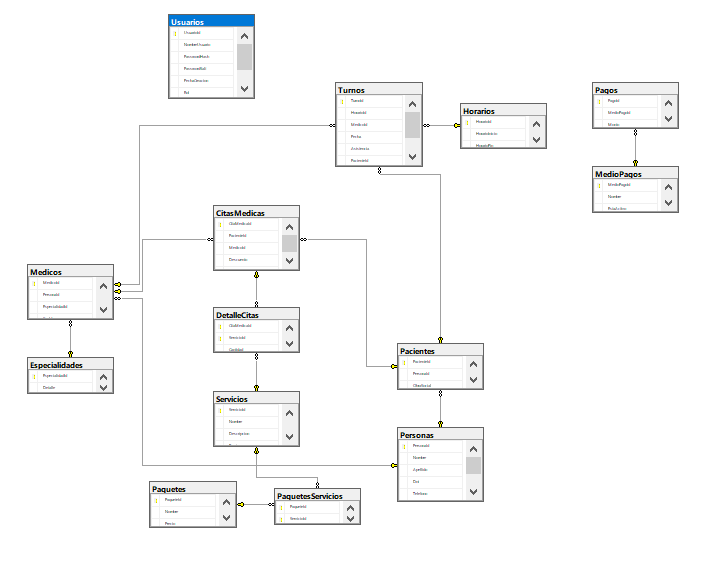 Usuarios
UsuarioId
NombreUsuario
PasswordHash
PasswordSalt
Rol
Turnos
TurnoId
HorarioId
MedicoId
Fecha
Asistencia
PacienteId
Horarios
HorarioId
HorarioInicio
Pagos
PagoId
MedioPagoId
Monto
MedioPagos
MedioPagoId
Nombre
CitasMedicas
CitaMedicaId
PacienteId
MedicoId
Descuento
Medicos
MedicoId
PersonaId
EspecialidadId
DetalleCitas
CitaMedicaId
ServicioId
Cantidad
Pacientes
PacienteId
PersonaId
ObraSocial
Especialidades
EspecialidadId
Detalle
Servicios
ServicioId
Nombre
Descripcion
Personas
PersonaId
Nombre
Apellido
Dni
Telefono
Paquetes
PaqueteId
Nombre
Precio
PaquetesServicios
PaqueteId
ServicioId